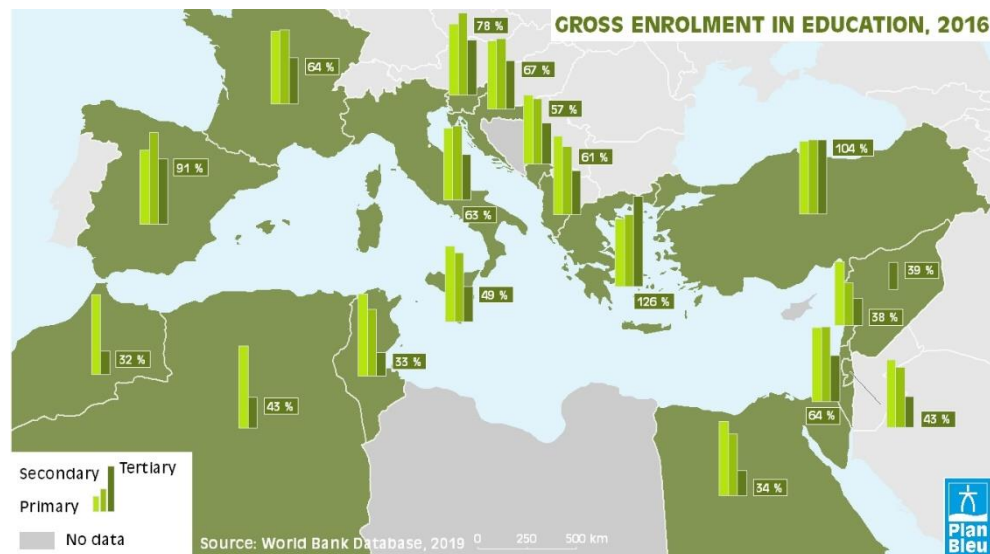 GROSS ENROLMENT IN EDUCATION, 2016
78 %
64 %
67 %
57 %
61 %
91 %
104 %
63 %
39 %
49 %
126 %
38 %
32 %
33 %
43 %
64 %
43 %
34 %
Secondary
Tertiary
Primary
No data
Source: World Bank Database, 2019
0
500 km
Plan
Bleu